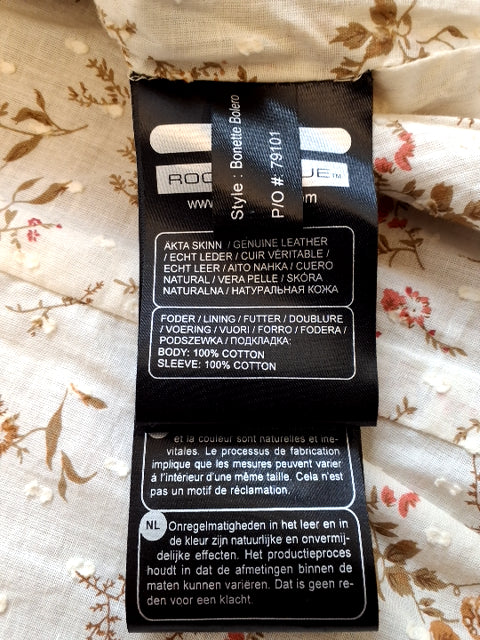 Style : Bonette Bolero
P/O #: 79101
ROC UE™
www. m
ÄKTA SKINN / GENUINE LEATHER
/ ECHT LEDER / CUIR VÉRITABLE /
ECHT LEER / AITO NAHKA / CUERO
NATURAL / VERA PELLE / SKÓRA
NATURALNA / НАТУРАЛЬНАЯ КОЖА
FODER / LINING / FUTTER / DOUBLURE
/ VOERING / VUORI / FORRO / FODERA /
PODSZEWKA / ПОДКЛАДКА:
BODY: 100% COTTON
SLEEVE: 100% COTTON
et la couleur sont naturelles et iné-
vitales. Le processus de fabrication
implique que les mesures peuvent varier
á l'intérieur d'une même taille. Cela n'est
pas un motif de réclamation.
NL Onregelmatigheden in het leer en in
de kleur zijn natuurlijke en onvermij-
delijke effecten. Het productieproces
houdt in dat de afmetingen binnen de
maten kunnen variëren. Dat is geen re-
den voor een klacht.